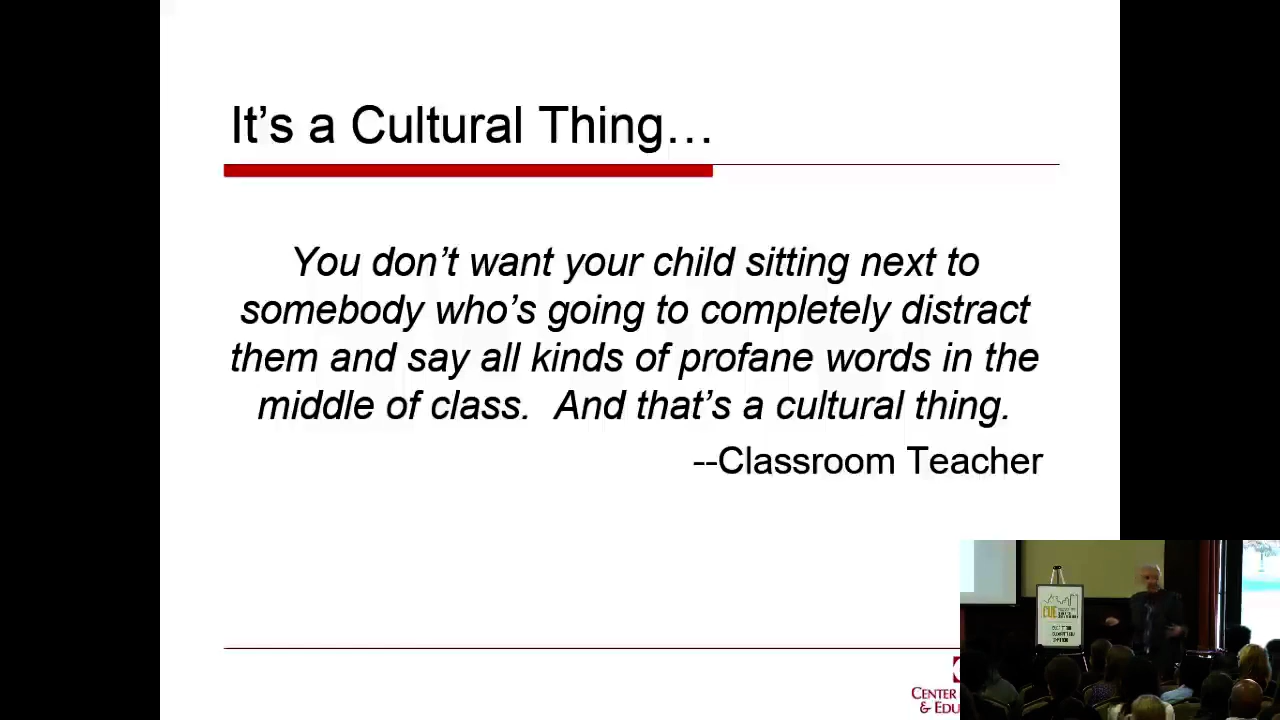 It’s a Cultural Thing…
You don’t want your child sitting next to
somebody who’s going to completely distract
them and say all kinds of profane words in the
middle of class.  And that’s a cultural thing.
--Classroom Teacher
CENTER
& EDU
CUE